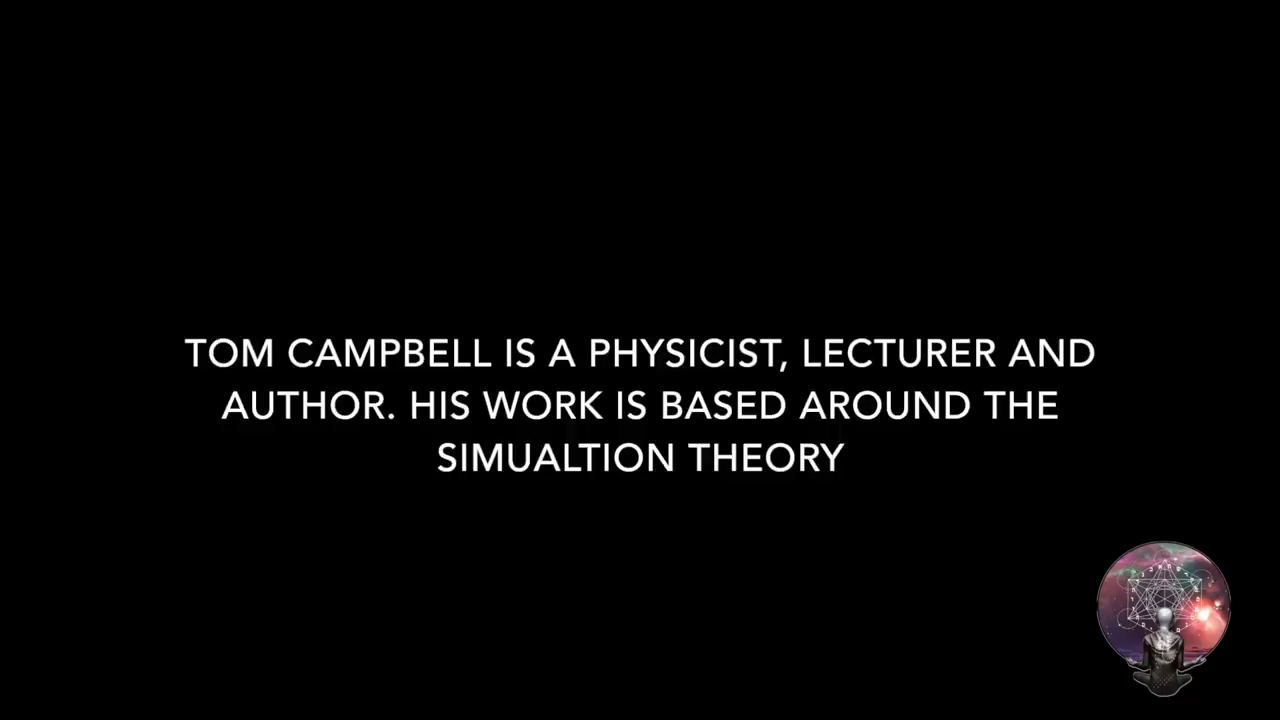 TOM CAMPBELL IS A PHYSICIST, LECTURER AND
AUTHOR. HIS WORK IS BASED AROUND THE
SIMUALTION THEORY